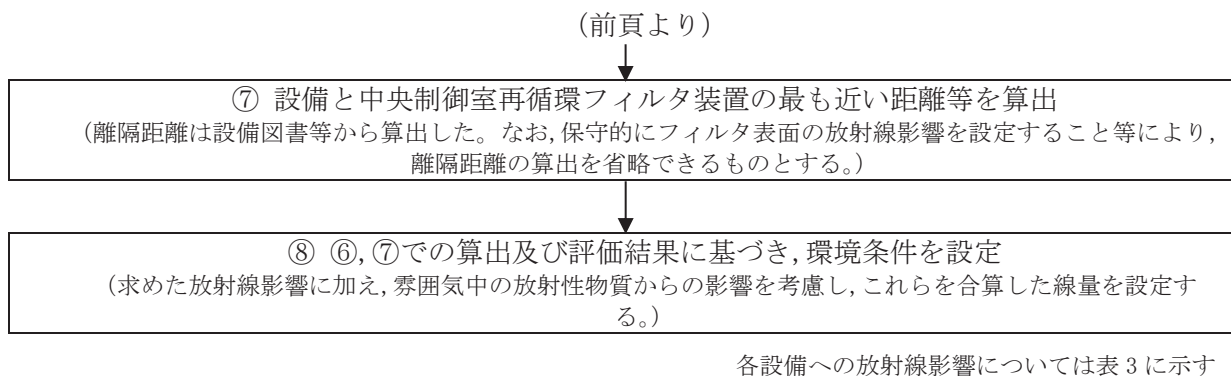 (前頁より)
⑦ 設備と中央制御室再循環フィルタ装置の最も近い距離等を算出
(離隔距離は設備図書等から算出した。なお,保守的にフィルタ表面の放射線影響を設定すること等により,
離隔距離の算出を省略できるものとする。)
⑧ ⑥,⑦での算出及び評価結果に基づき,環境条件を設定
(求めた放射線影響に加え,雰囲気中の放射性物質からの影響を考慮し,これらを合算した線量を設定す
る。)
各設備への放射線影響については表 3 に示す